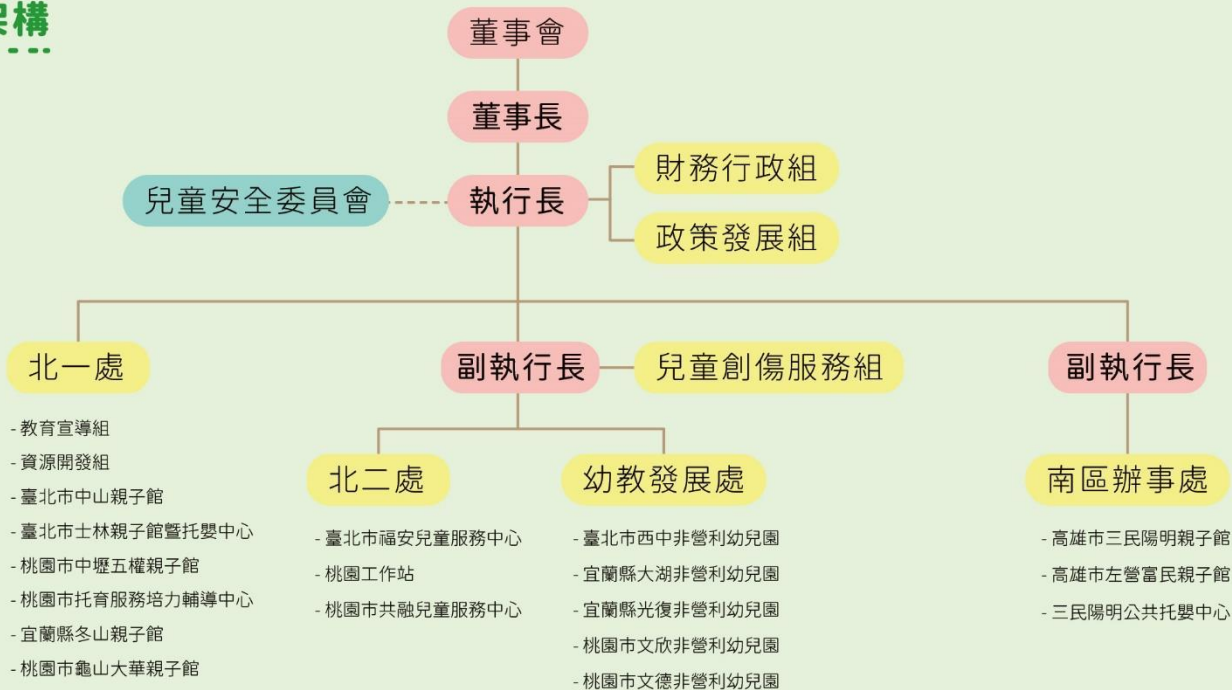 架構
董事會
董事長
兒童安全委員會
執行長
財務行政組
政策發展組
北一處
- 教育宣導組
- 資源開發組
- 臺北市中山親子館
- 臺北市士林親子館暨托嬰中心
- 桃園市中壢五權親子館
- 桃園市托育服務培力輔導中心
- 宜蘭縣冬山親子館
- 桃園市龜山大華親子館
副執行長
兒童創傷服務組
北二處
- 臺北市福安兒童服務中心
- 桃園工作站
- 桃園市共融兒童服務中心
幼教發展處
- 臺北市西中非營利幼兒園
- 宜蘭縣大湖非營利幼兒園
- 宜蘭縣光復非營利幼兒園
- 桃園市文欣非營利幼兒園
- 桃園市文德非營利幼兒園
副執行長
南區辦事處
- 高雄市三民陽明親子館
- 高雄市左營富民親子館
- 三民陽明公共托嬰中心